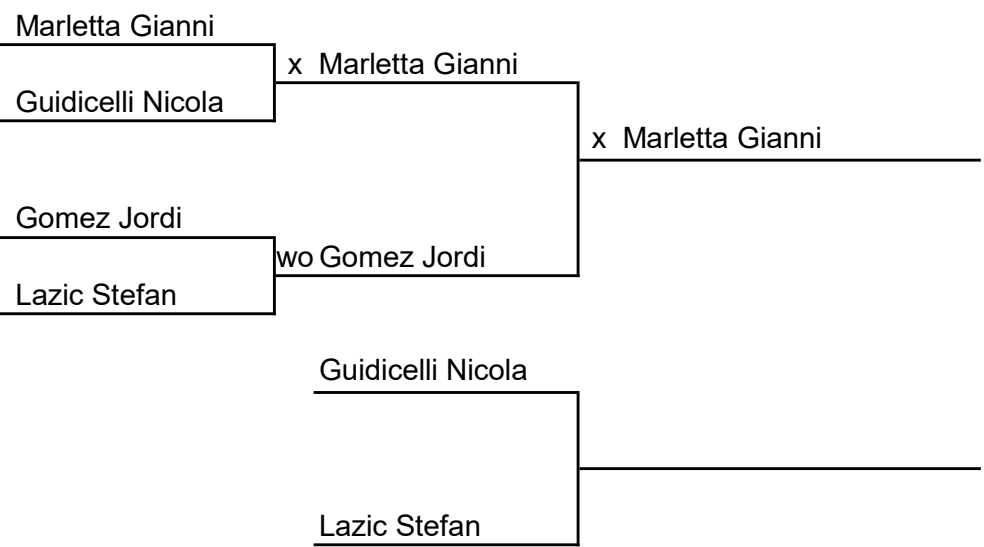 Marletta Gianni
x Marletta Gianni
Guidicelli Nicola
x Marletta Gianni
Gomez Jordi
wo Gomez Jordi
Lazic Stefan
Guidicelli Nicola
Lazic Stefan